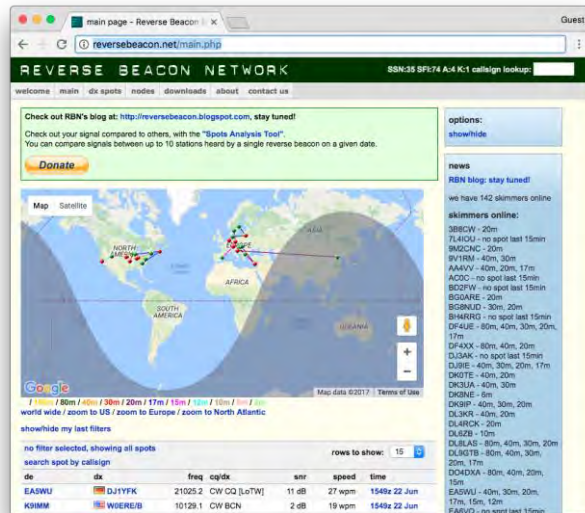 main page - Reverse Beacon
Guest
reversebeacon.net/main.php
REVERSE BEACON NETWORK
SSN:35 SFI:74 A:4 K:1 callsign lookup:
welcome main dx spots nodes downloads about contact us
Check out RBN's blog at: http://reversebeacon.blogspot.com, stay tuned!
Check out your signal compared to others, with the "Spots Analysis Tool".
You can compare signals between up to 10 stations heard by a single reverse beacon on a given date.
Donate
Map Satellite
NORTH AMERICA
EUROPE
ASIA
AFRICA
SOUTH AMERICA
OCEANIA
Google
Map data ©2017 Terms of Use
/ 80m / 40m / 30m / 20m / 17m / 15m / 12m
world wide / zoom to US / zoom to Europe / zoom to North Atlantic
show/hide my last filters
no filter selected, showing all spots
rows to show: 15
search spot by callsign
de dx freq cq/dx snr speed time
EA5WU DJ1YFK 21025.2 CW CQ [LoTW] 11 dB 27 wpm 1549z 22 Jun
K9IMM W0ERE/B 10129.1 CW BCN 2 dB 19 wpm 1549z 22 Jun
options:
show/hide
news
RBN blog: stay tuned!
we have 142 skimmers online
skimmers online:
3B8CW - 20m
7L4IOU - no spot last 15min
9M2CNC - 20m
9V1RM - 40m, 30m
AA4VV - 40m, 20m, 17m
AC0C - no spot last 15min
BD2FW - no spot last 15min
BG0ARE - 20m
BG8NUD - 30m, 20m
BH4RRG - no spot last 15min
DF4UE - 80m, 40m, 30m, 20m,
17m
DF4XX - 80m, 40m, 20m
DJ3AK - no spot last 15min
DJ9IE - 40m, 30m, 20m, 17m
DK0TE - 40m, 20m
DK3UA - 40m, 30m
DK8NE - 6m
DK9IP - 40m, 30m, 20m
DL3KR - 40m, 20m
DL4RCK - 20m
DL6ZB - 10m
DL8LAS - 80m, 40m, 30m, 20m
DL9GTB - 80m, 40m, 30m,
20m, 17m
DO4DXA - 80m, 40m, 20m,
15m
EA5WU - 40m, 30m, 20m,
17m, 15m, 12m